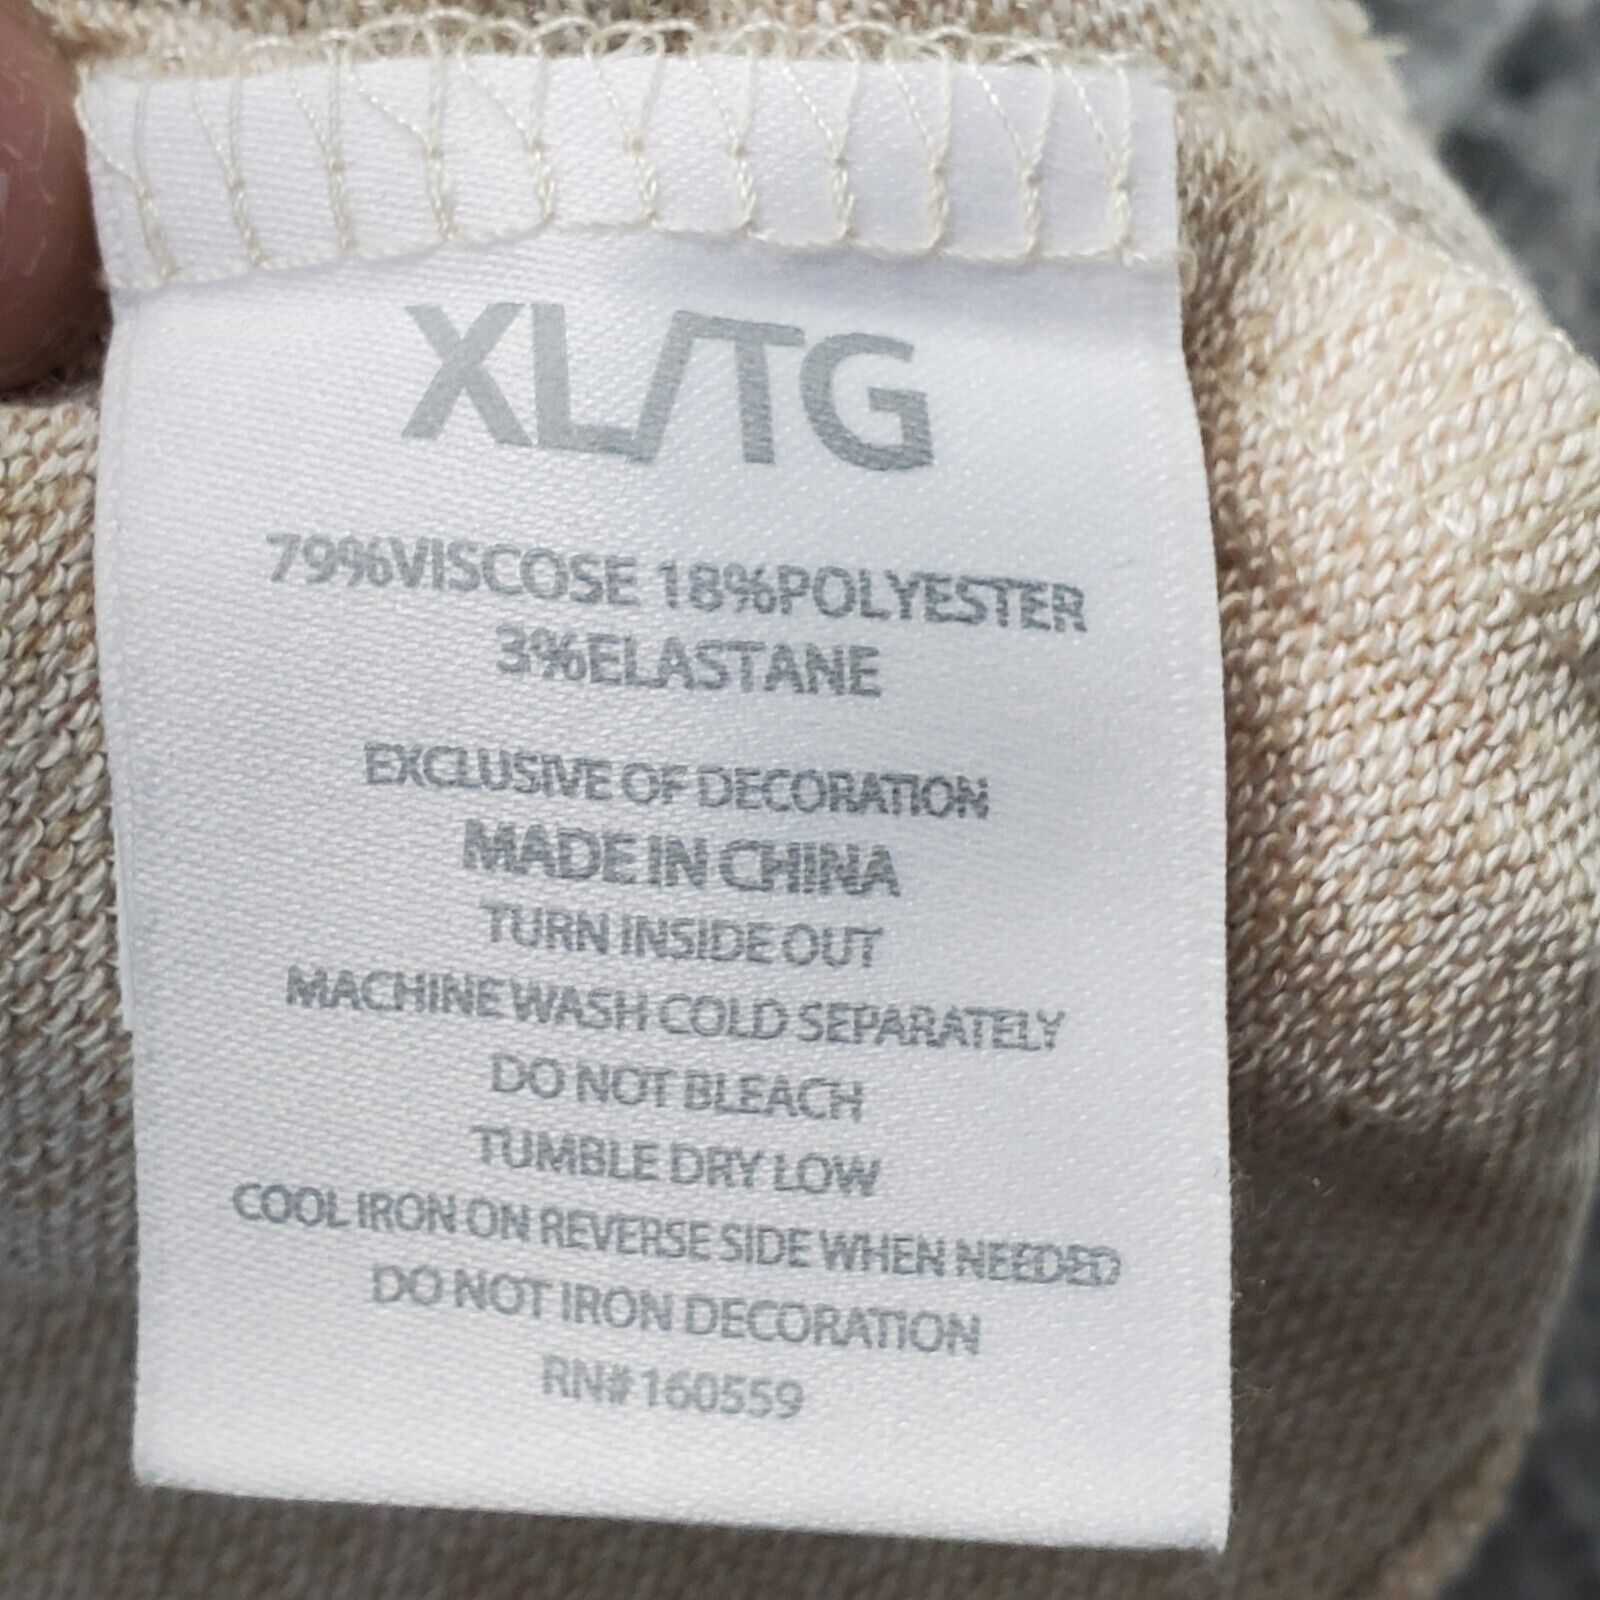 XL/TG
79%VISCOSE 18%POLYESTER
3%ELASTANE
EXCLUSIVE OF DECORATION
MADE IN CHINA
TURN INSIDE OUT
MACHINE WASH COLD SEPARATELY
DO NOT BLEACH
TUMBLE DRY LOW
COOL IRON ON REVERSE SIDE WHEN NEEDED
DO NOT IRON DECORATION
RN# 160559